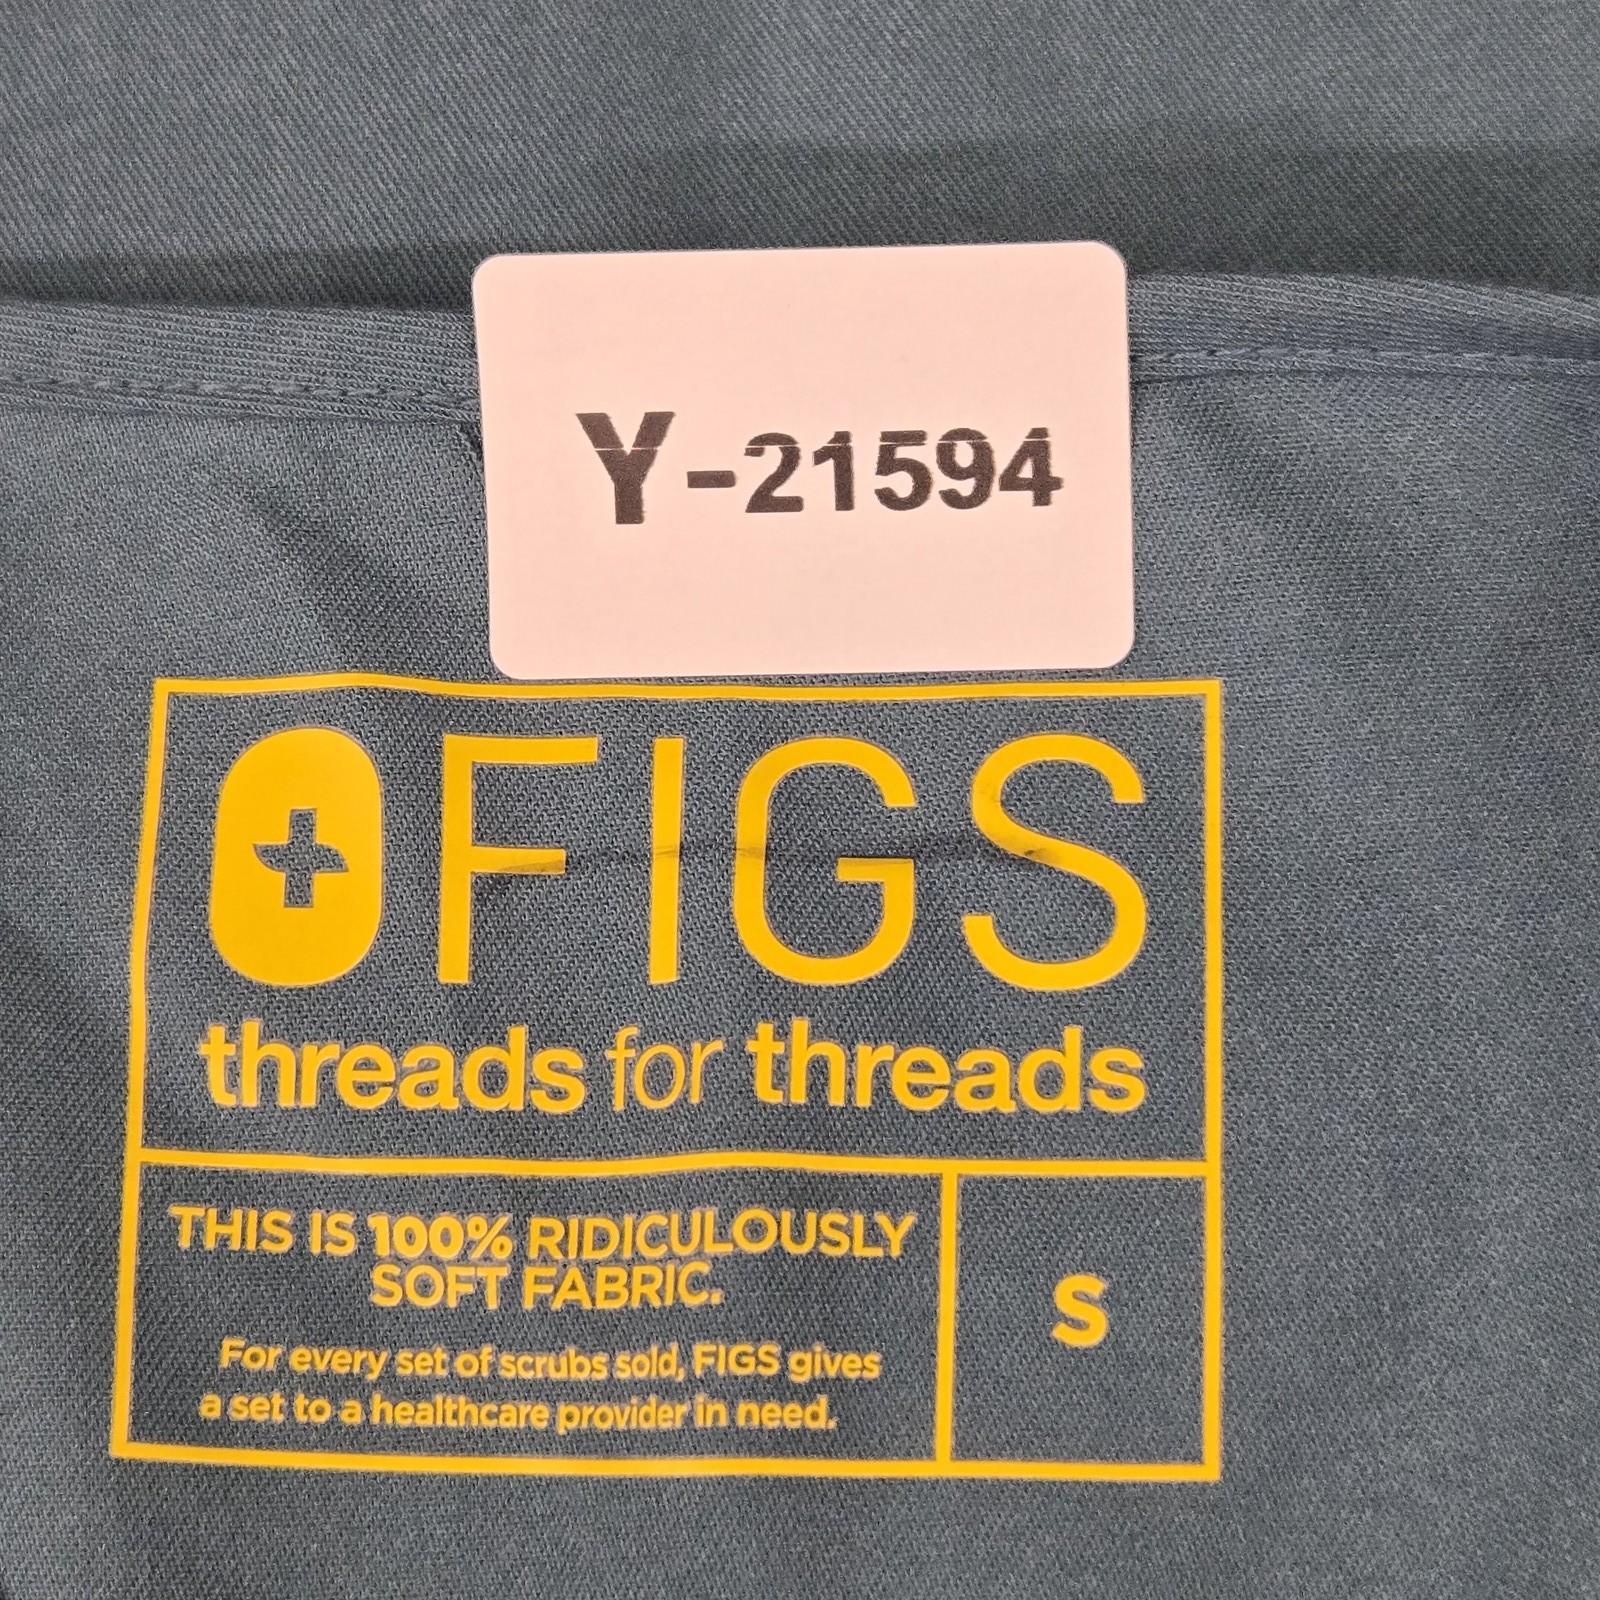 Y-21594
FIGS
threads for threads
THIS IS 100% RIDICULOUSLY
SOFT FABRIC.
For every set of scrubs sold, FIGS gives
a set to a healthcare provider in need.
S